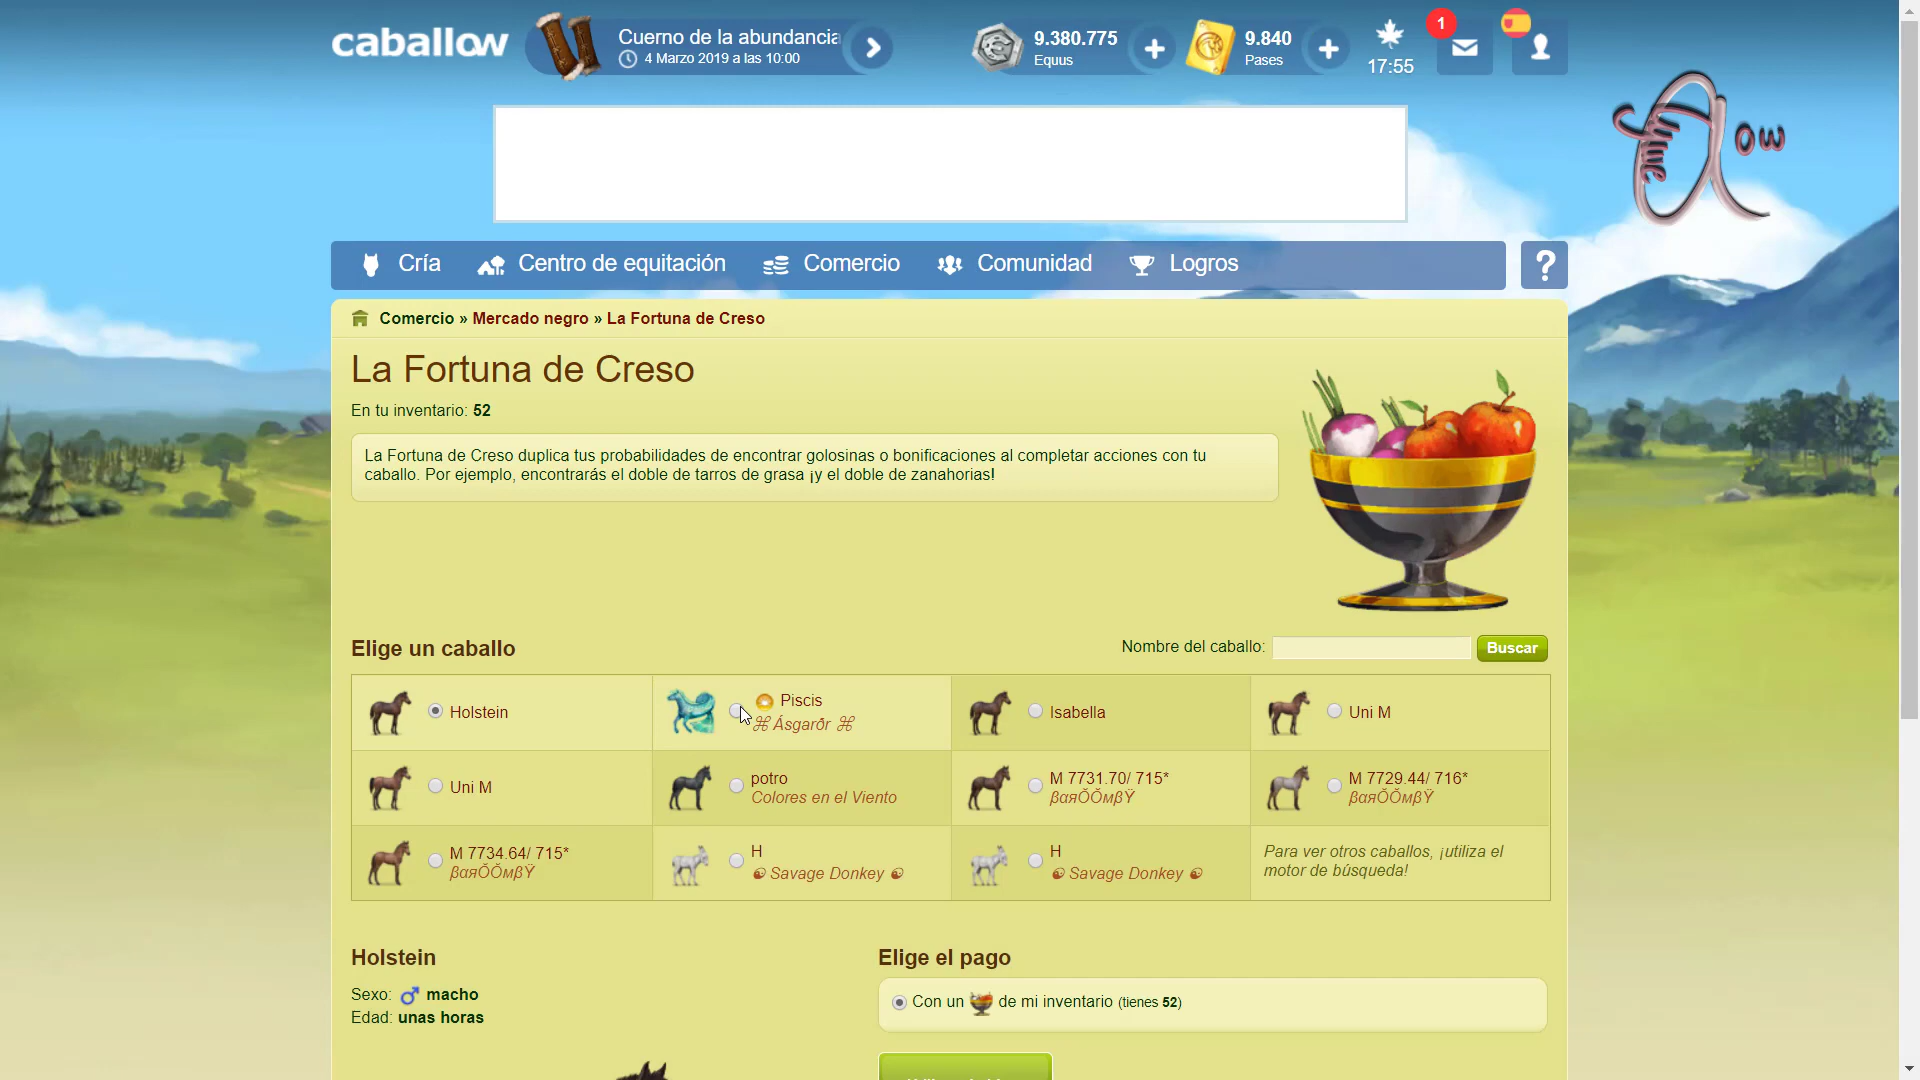 caballow
Cuerno de la abundancia
4 Marzo 2019 a las 10:00
9.380.775
Equus
9.840
Pases
17:55
1
ow
Cría
Centro de equitación
Comercio
Comunidad
Logros
?
Comercio » Mercado negro » La Fortuna de Creso
La Fortuna de Creso
En tu inventario: 52
La Fortuna de Creso duplica tus probabilidades de encontrar golosinas o bonificaciones al completar acciones con tu
caballo. Por ejemplo, encontrarás el doble de tarros de grasa ¡y el doble de zanahorias!
Elige un caballo
Nombre del caballo:
Buscar
Holstein
Piscis
⌘ Ásgarðr ⌘
Isabella
Uni M
Uni M
potro
Colores en el Viento
M 7731.70/ 715*
βαяŎŎмβŸ
M 7729.44/ 716*
βαяŎŎмβŸ
M 7734.64/ 715*
βαяŎŎмβŸ
H
☯ Savage Donkey ☯
H
☯ Savage Donkey ☯
Para ver otros caballos, ¡utiliza el
motor de búsqueda!
Holstein
Sexo: ♂ macho
Edad: unas horas
Elige el pago
Con un de mi inventario (tienes 52)